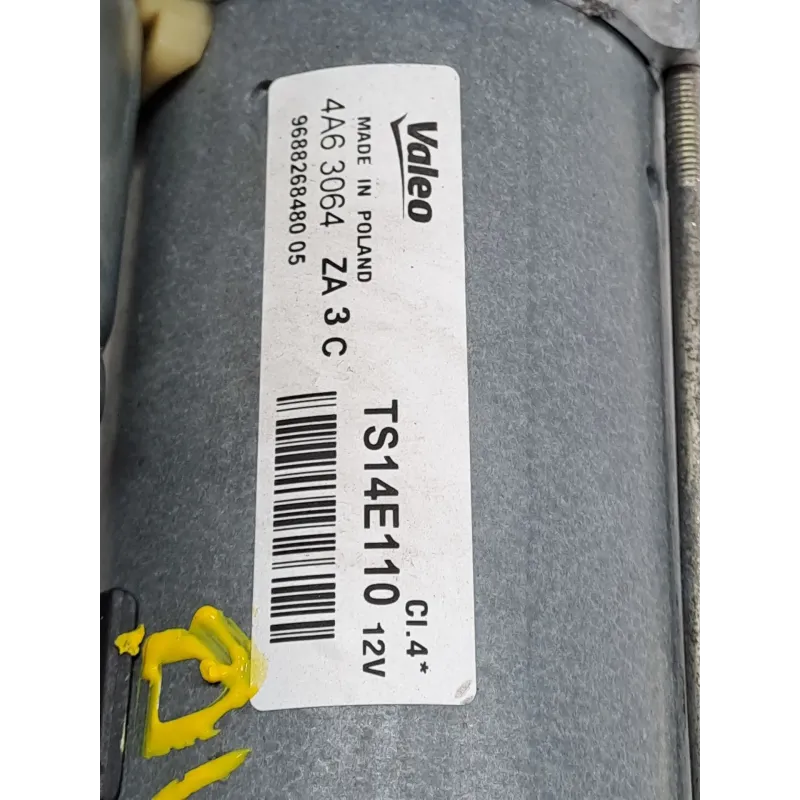 Valeo
MADE IN POLAND
4A6 3064 ZA 3 C
9688268480 05
Cl.4*
TS14E110 12V